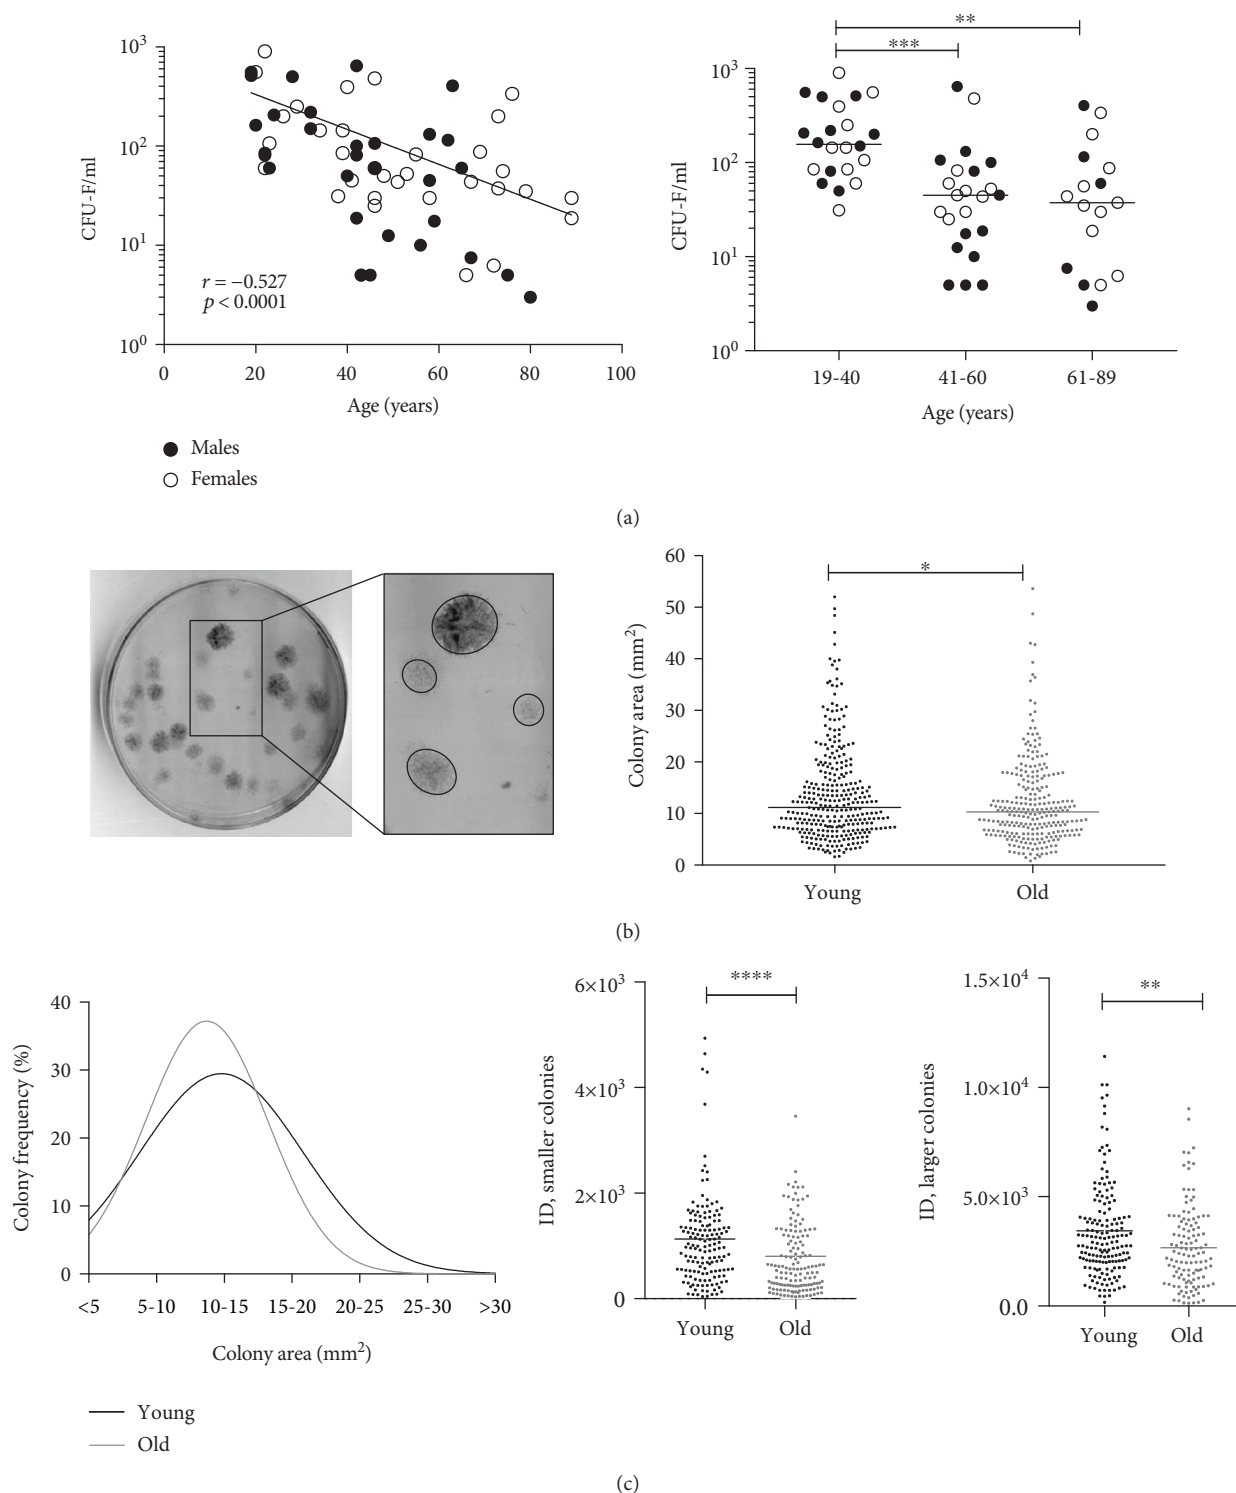 ** 
***
10³
10²
10¹
10⁰
CFU-F/ml
r = −0.527
p < 0.0001
0 20 40 60 80 100
Age (years)
Males
Females
10³
10²
10¹
10⁰
CFU-F/ml
19-40 41-60 61-89
Age (years)
(a)
*
60
50
40
30
20
10
0
Colony area (mm²)
Young Old
(b)
40
30
20
10
0
Colony frequency (%)
<5 5-10 10-15 15-20 20-25 25-30 >30
Colony area (mm²)
Young
Old
****
6×10³
4×10³
2×10³
0
ID, smaller colonies
Young Old
**
1.5×10⁴
1.0×10⁴
5.0×10³
0.0
ID, larger colonies
Young Old
(c)